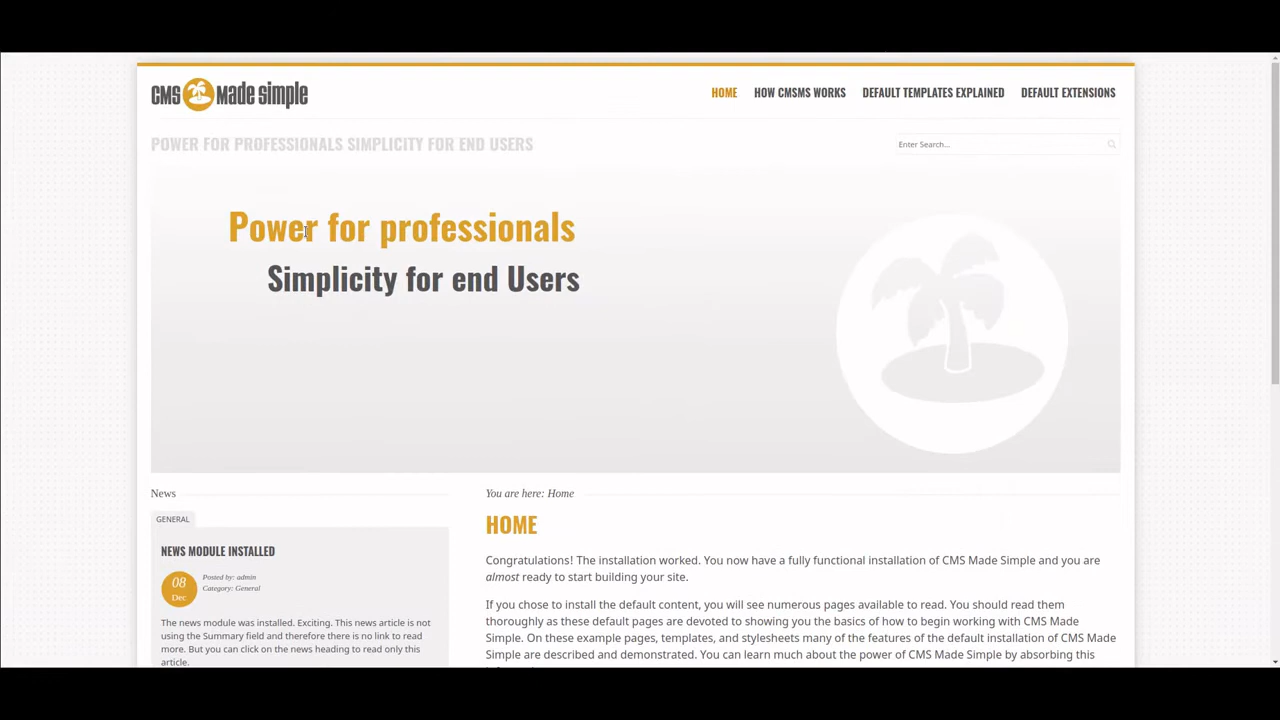 CMS Made Simple
HOME HOW CMSMS WORKS DEFAULT TEMPLATES EXPLAINED DEFAULT EXTENSIONS
POWER FOR PROFESSIONALS SIMPLICITY FOR END USERS
Enter Search...
Power for professionals
Simplicity for end Users
News
GENERAL
NEWS MODULE INSTALLED
08
Dec
Posted by: admin
Category: General
The news module was installed. Exciting. This news article is not
using the Summary field and therefore there is no link to read
more. But you can click on the news heading to read only this
article.
You are here: Home
HOME
Congratulations! The installation worked. You now have a fully functional installation of CMS Made Simple and you are
almost ready to start building your site.
If you chose to install the default content, you will see numerous pages available to read. You should read them
thoroughly as these default pages are devoted to showing you the basics of how to begin working with CMS Made
Simple. On these example pages, templates, and stylesheets many of the features of the default installation of CMS Made
Simple are described and demonstrated. You can learn much about the power of CMS Made Simple by absorbing this